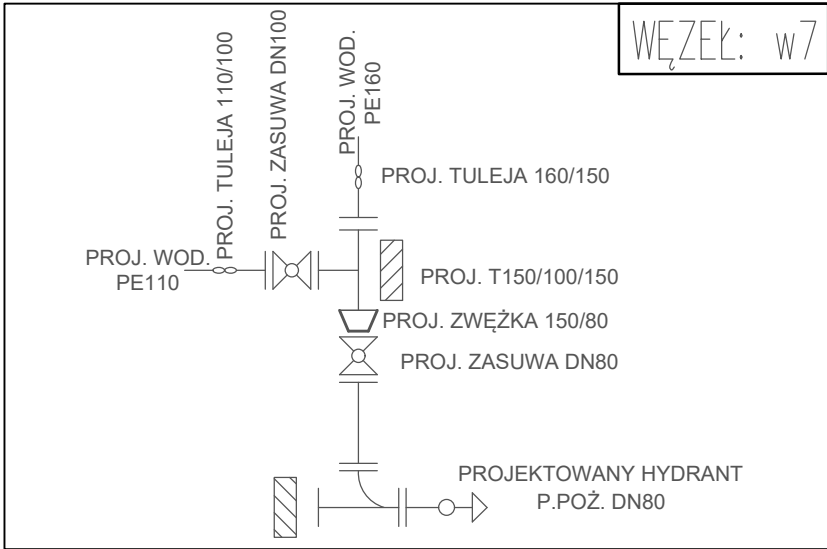 WĘZEŁ: w7
PROJ. TULEJA 110/100
PROJ. ZASUWA DN100
PROJ. WOD.
PE160
PROJ. TULEJA 160/150
PROJ. WOD.
PE110
PROJ. T150/100/150
PROJ. ZWĘŻKA 150/80
PROJ. ZASUWA DN80
PROJEKTOWANY HYDRANT
P.POŻ. DN80